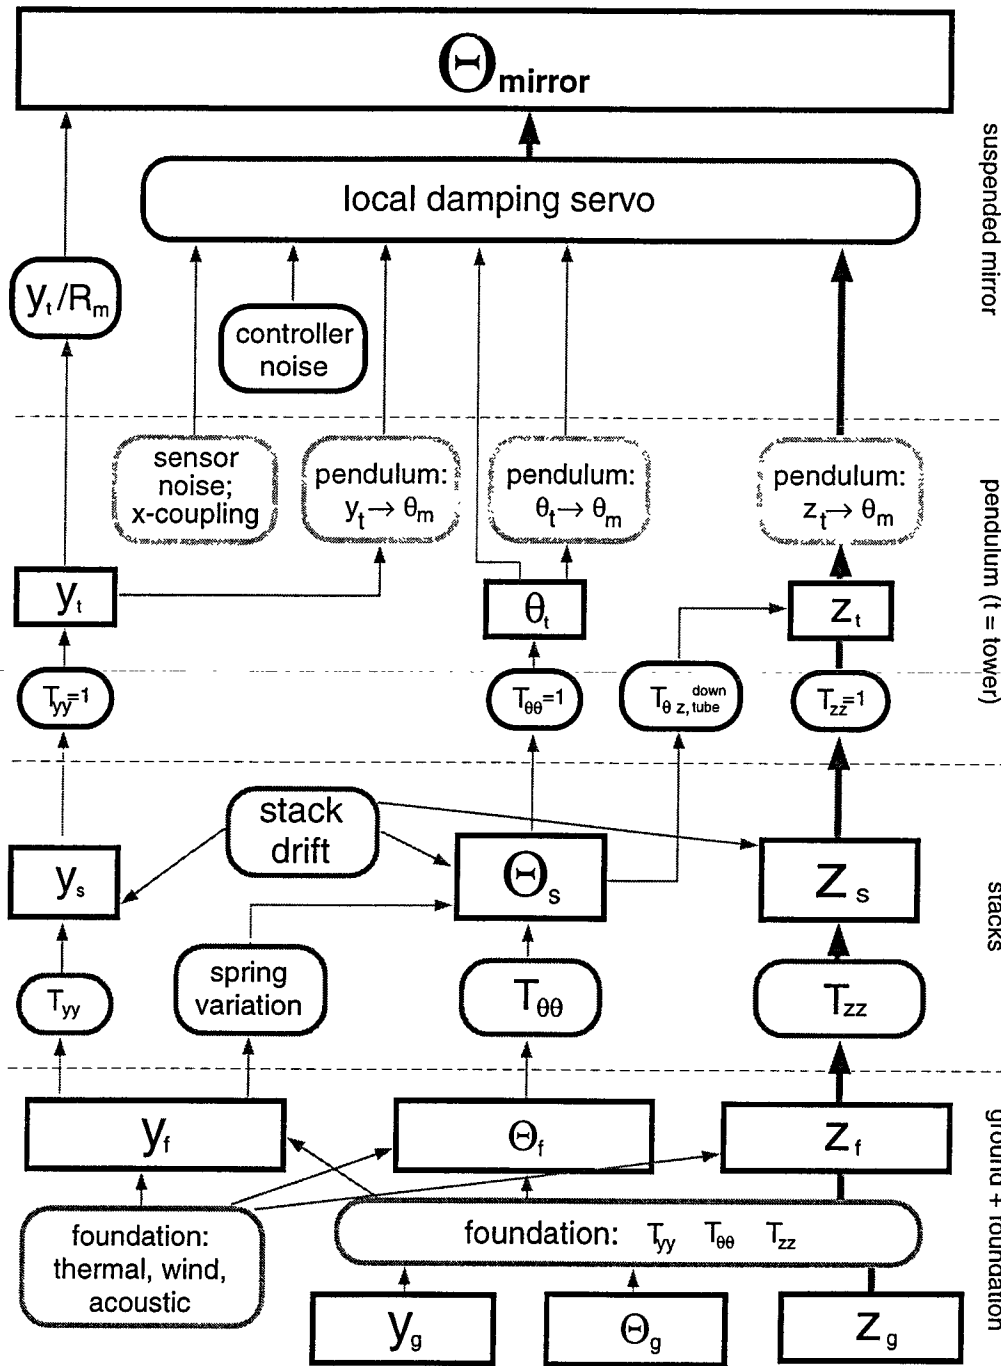 Θmirror
local damping servo
suspended mirror
yt/Rm
controller
noise
sensor
noise;
x-coupling
pendulum:
yt → θm
pendulum:
θt → θm
pendulum:
zt → θm
pendulum (t = tower)
yt
θt
zt
Tyy=1
Tθθ=1
Tθ z, down
tube
Tzz=1
stack
drift
ys
Θs
zs
stacks
Tyy
spring
variation
Tθθ
Tzz
yf
Θf
zf
ground + foundation
foundation:
thermal, wind,
acoustic
foundation: Tyy Tθθ Tzz
yg
Θg
zg